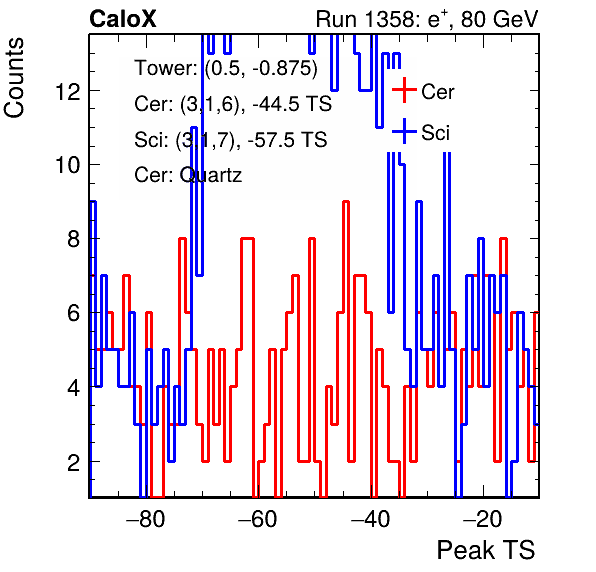 CaloX Run 1358: e⁺, 80 GeV
Counts
Tower: (0.5, -0.875)
Cer: (3,1,6), -44.5 TS
Sci: (3,1,7), -57.5 TS
Cer: Quartz
Cer
Sci
12
10
8
6
4
2
−80 −60 −40 −20
Peak TS